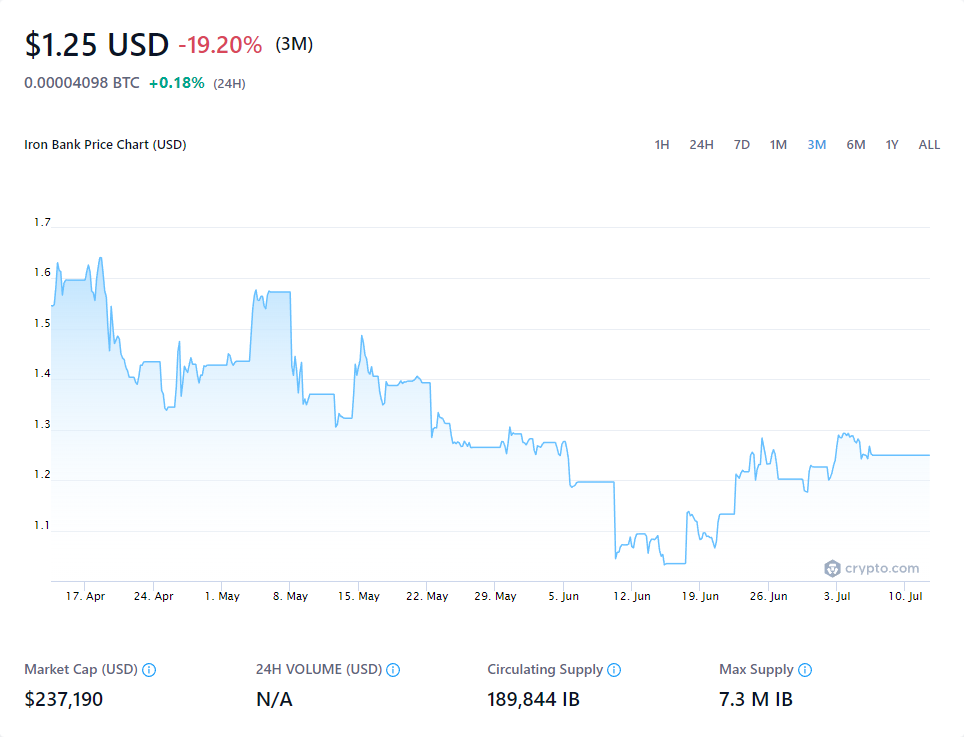 $1.25 USD -19.20% (3M)
0.00004098 BTC +0.18% (24H)
Iron Bank Price Chart (USD)
1H 24H 7D 1M 3M 6M 1Y ALL
1.7
1.6
1.5
1.4
1.3
1.2
1.1
crypto.com
17. Apr 24. Apr 1. May 8. May 15. May 22. May 29. May 5. Jun 12. Jun 19. Jun 26. Jun 3. Jul 10. Jul
Market Cap (USD) 24H VOLUME (USD) Circulating Supply Max Supply
$237,190 N/A 189,844 IB 7.3 M IB